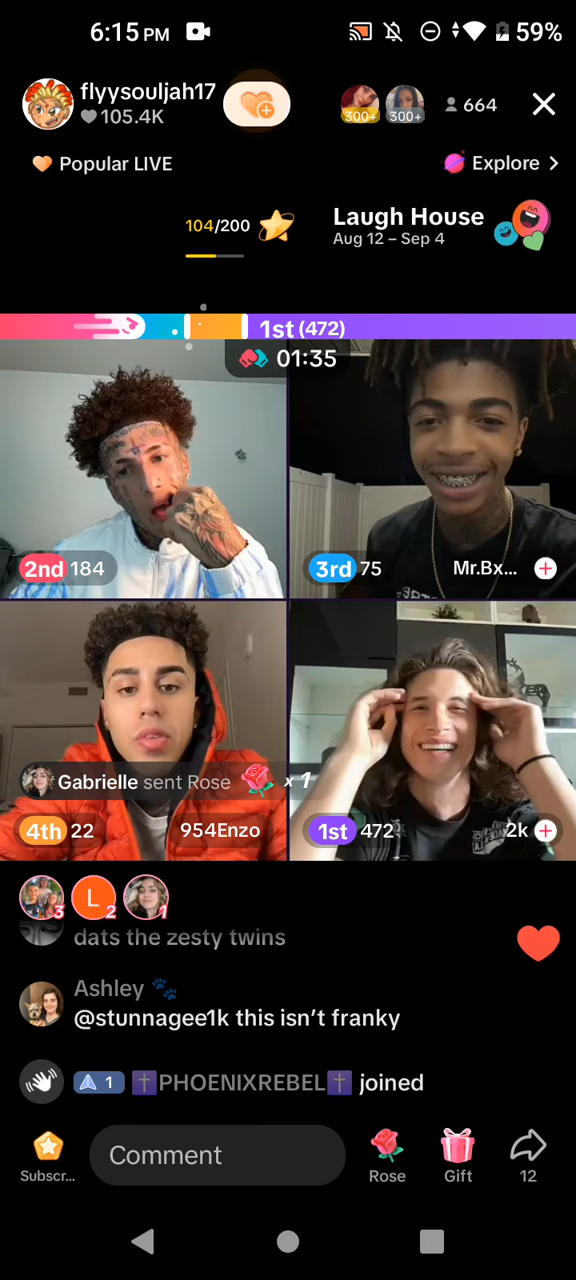 6:15 PM
59%
flyysouljah17
105.4K
300+
300+
664
Popular LIVE
Explore >
104/200
Laugh House
Aug 12 – Sep 4
1st (472)
01:35
2nd 184
3rd 75
Mr.Bx...
Gabrielle sent Rose x 1
4th 22
954Enzo
1st 472
2k
3
L 2
1
dats the zesty twins
Ashley 🐾
@stunnagee1k this isn't franky
1 ✝️PHOENIXREBEL✝️ joined
Subscr...
Comment
Rose
Gift
12